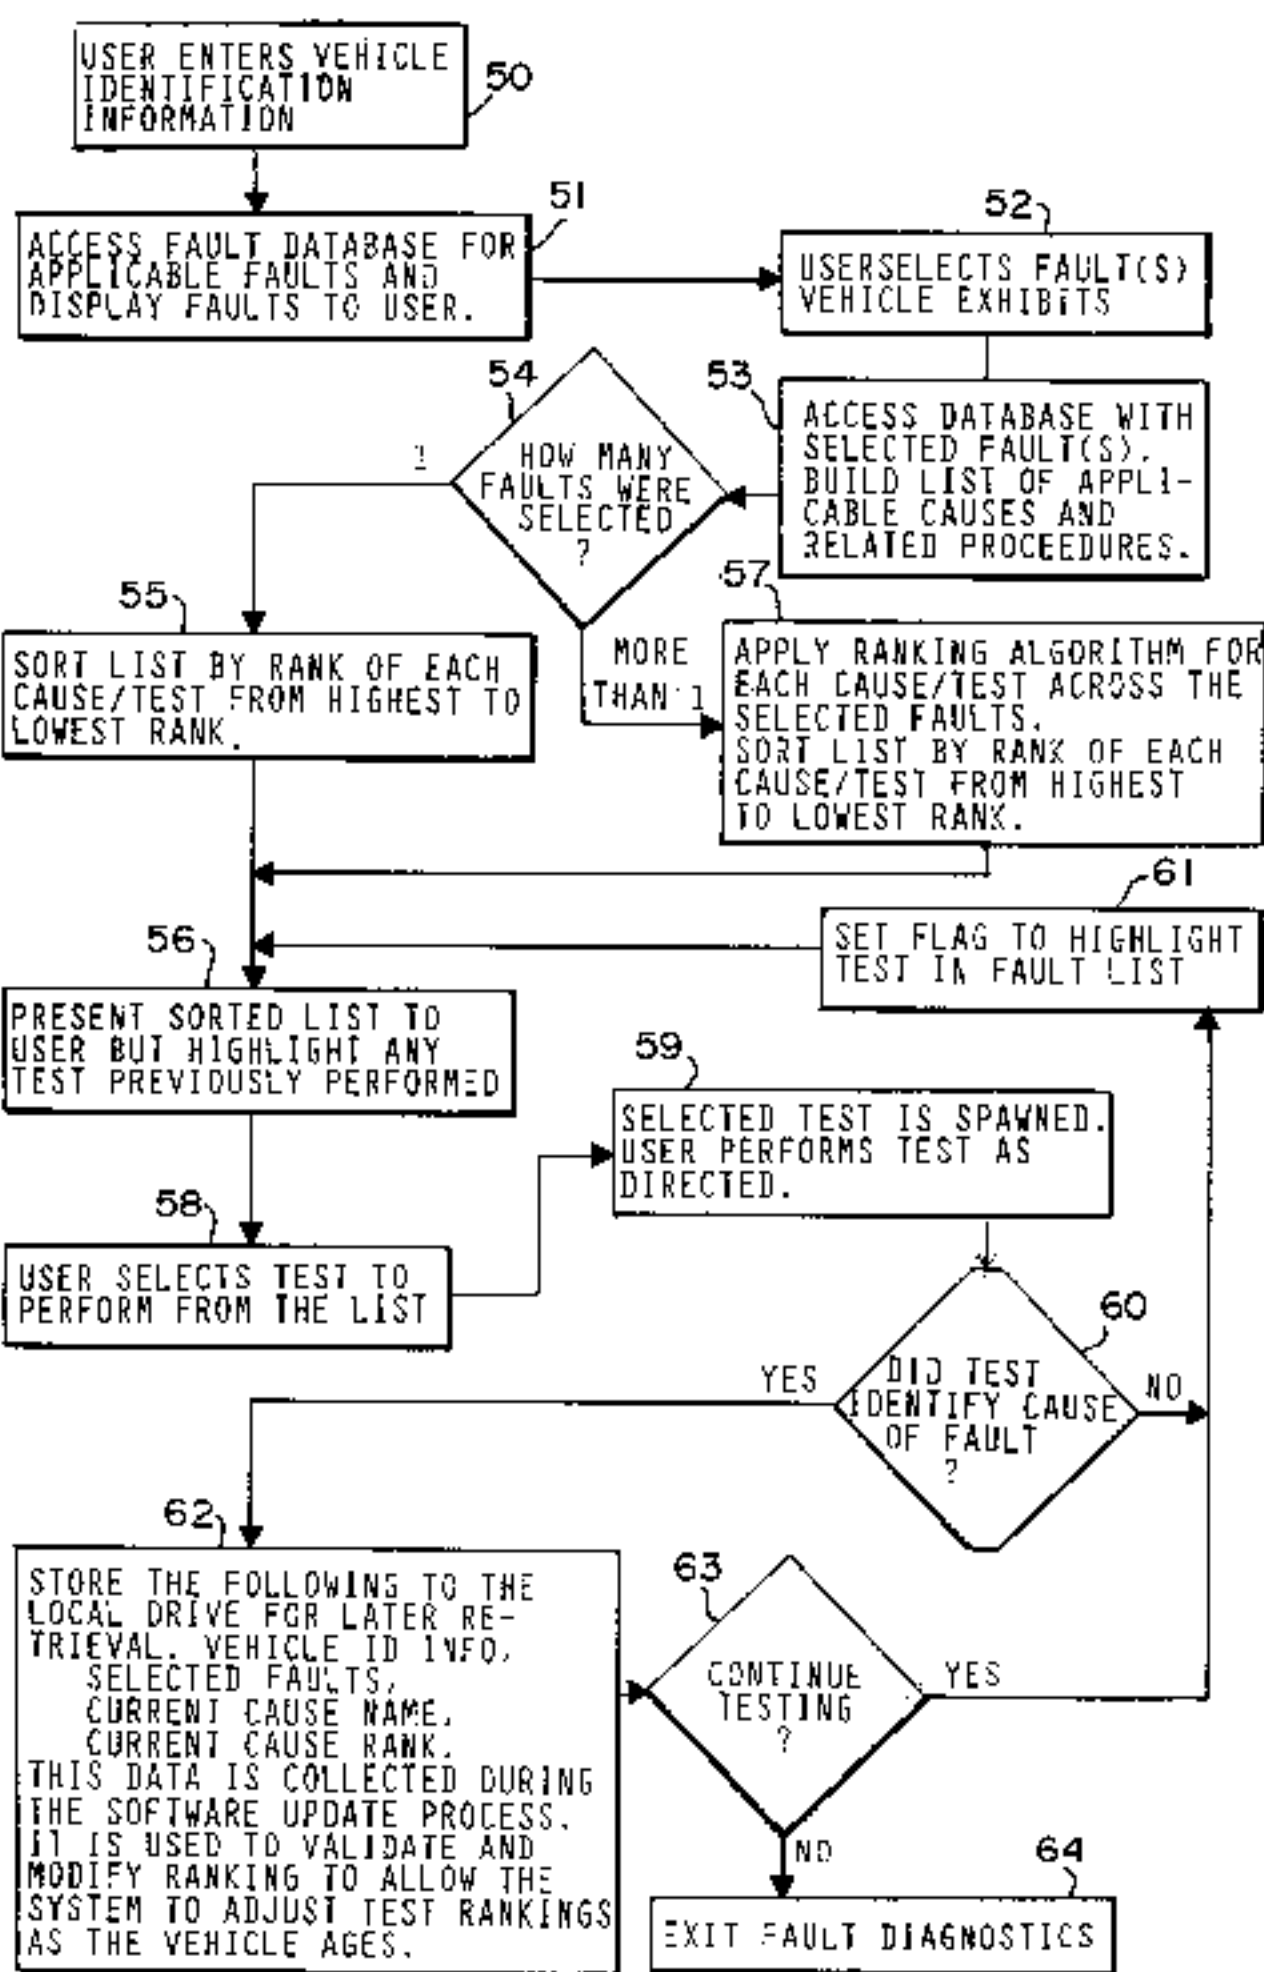 USER ENTERS VEHICLE
IDENTIFICATION
INFORMATION
50
51
ACCESS FAULT DATABASE FOR
APPLICABLE FAULTS AND
DISPLAY FAULTS TO USER.
52
USERSELECTS FAULT(S)
VEHICLE EXHIBITS
53
ACCESS DATABASE WITH
SELECTED FAULT(S).
BUILD LIST OF APPLI-
CABLE CAUSES AND
RELATED PROCEEDURES.
54
HOW MANY
FAULTS WERE
SELECTED
?
1
MORE
THAN 1
55
SORT LIST BY RANK OF EACH
CAUSE/TEST FROM HIGHEST TO
LOWEST RANK.
57
APPLY RANKING ALGORITHM FOR
EACH CAUSE/TEST ACROSS THE
SELECTED FAULTS.
SORT LIST BY RANK OF EACH
CAUSE/TEST FROM HIGHEST
TO LOWEST RANK.
61
SET FLAG TO HIGHLIGHT
TEST IN FAULT LIST
56
PRESENT SORTED LIST TO
USER BUT HIGHLIGHT ANY
TEST PREVIOUSLY PERFORMED
58
USER SELECTS TEST TO
PERFORM FROM THE LIST
59
SELECTED TEST IS SPAWNED.
USER PERFORMS TEST AS
DIRECTED.
60
DID TEST
IDENTIFY CAUSE
OF FAULT
?
YES
NO
62
STORE THE FOLLOWING TO THE
LOCAL DRIVE FOR LATER RE-
TRIEVAL. VEHICLE ID INFO,
SELECTED FAULTS,
CURRENT CAUSE NAME,
CURRENT CAUSE RANK.
THIS DATA IS COLLECTED DURING
THE SOFTWARE UPDATE PROCESS.
IT IS USED TO VALIDATE AND
MODIFY RANKING TO ALLOW THE
SYSTEM TO ADJUST TEST RANKINGS
AS THE VEHICLE AGES.
63
CONTINUE
TESTING
?
YES
NO
64
EXIT FAULT DIAGNOSTICS